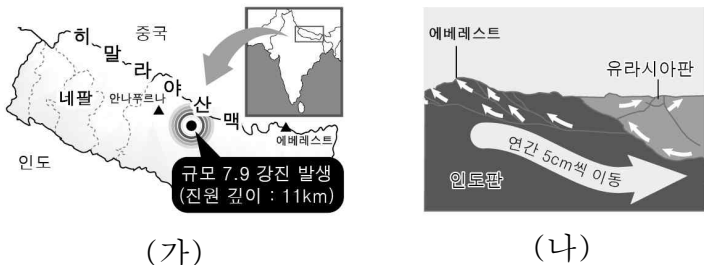 중국
히말라야산맥
네팔
안나푸르나
에베레스트
인도
규모 7.9 강진 발생
(진원 깊이 : 11km)
(가)
에베레스트
유라시아판
연간 5cm씩 이동
인도판
(나)